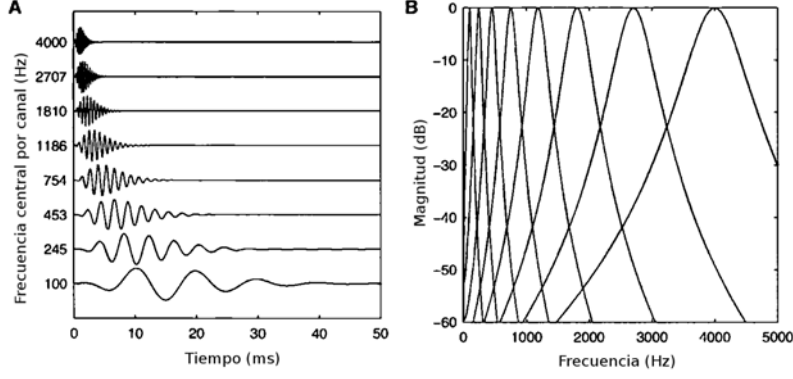 A
Frecuencia central por canal (Hz)
4000
2707
1810
1186
754
453
245
100
0 10 20 30 40 50
Tiempo (ms)
B
Magnitud (dB)
0
-10
-20
-30
-40
-50
-60
0 1000 2000 3000 4000 5000
Frecuencia (Hz)